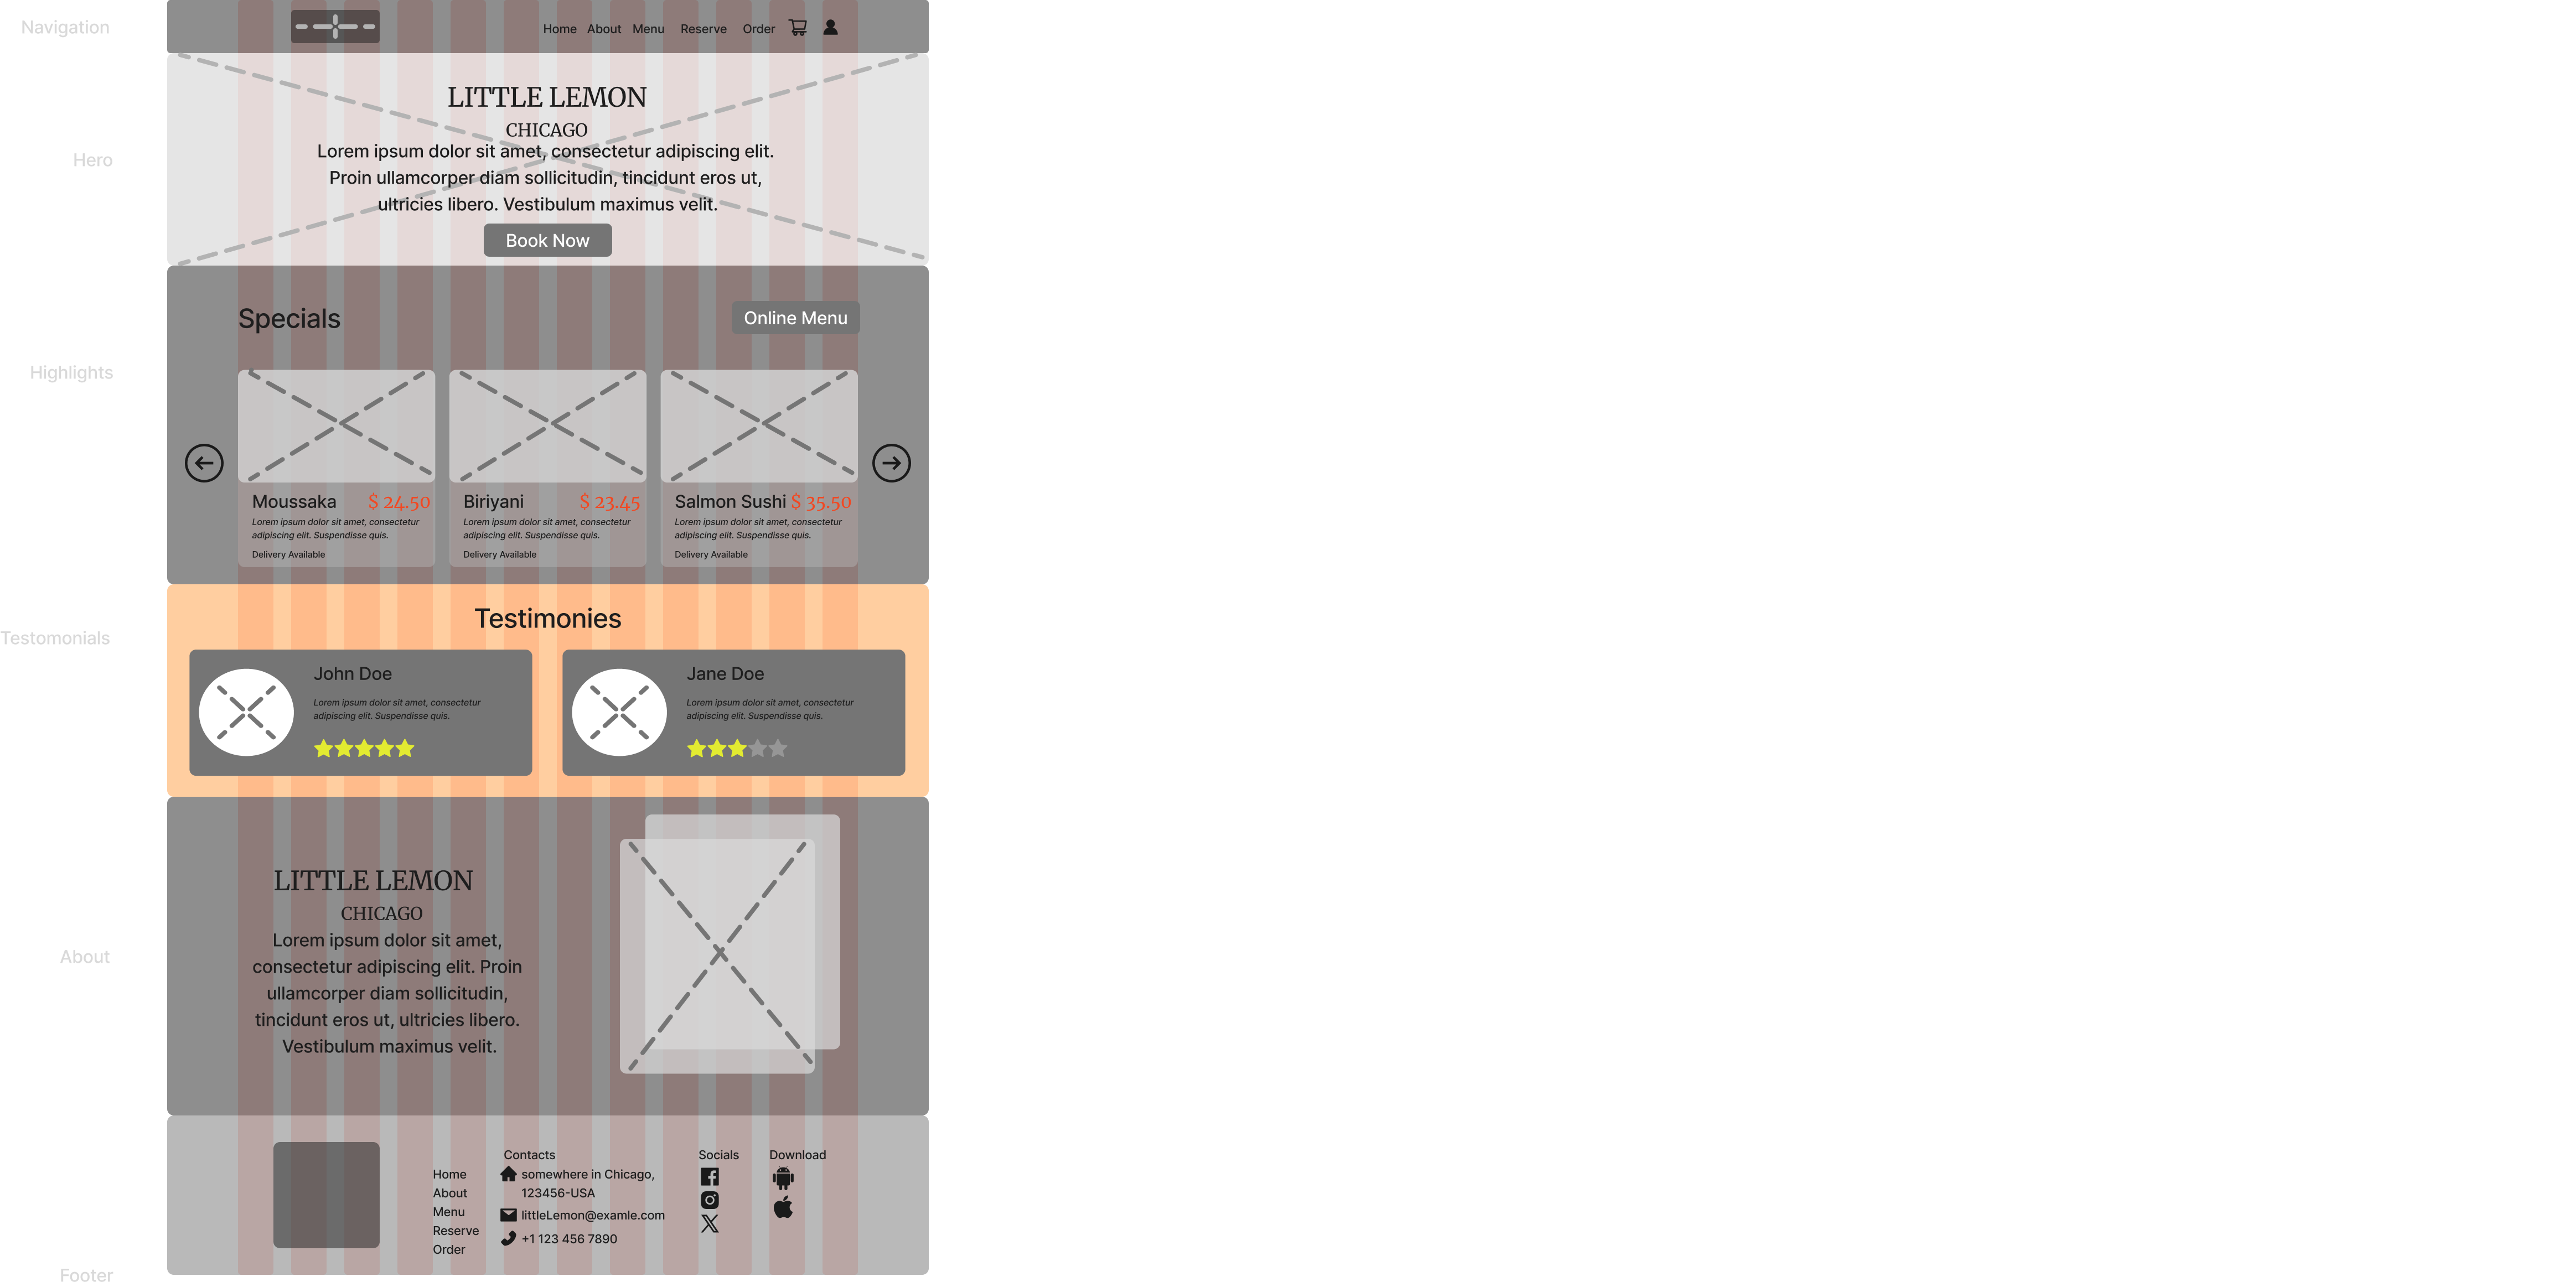 Navigation
Home About Menu Reserve Order
Hero
LITTLE LEMON
CHICAGO
Lorem ipsum dolor sit amet, consectetur adipiscing elit.
Proin ullamcorper diam sollicitudin, tincidunt eros ut,
ultricies libero. Vestibulum maximus velit.
Book Now
Highlights
Specials
Online Menu
Moussaka $ 24.50
Lorem ipsum dolor sit amet, consectetur
adipiscing elit. Suspendisse quis.
Delivery Available
Biriyani $ 23.45
Lorem ipsum dolor sit amet, consectetur
adipiscing elit. Suspendisse quis.
Delivery Available
Salmon Sushi $ 35.50
Lorem ipsum dolor sit amet, consectetur
adipiscing elit. Suspendisse quis.
Delivery Available
Testomonials
Testimonies
John Doe
Lorem ipsum dolor sit amet, consectetur
adipiscing elit. Suspendisse quis.
Jane Doe
Lorem ipsum dolor sit amet, consectetur
adipiscing elit. Suspendisse quis.
About
LITTLE LEMON
CHICAGO
Lorem ipsum dolor sit amet,
consectetur adipiscing elit. Proin
ullamcorper diam sollicitudin,
tincidunt eros ut, ultricies libero.
Vestibulum maximus velit.
Footer
Home
About
Menu
Reserve
Order
Contacts
somewhere in Chicago,
123456-USA
littleLemon@examle.com
+1 123 456 7890
Socials
Download